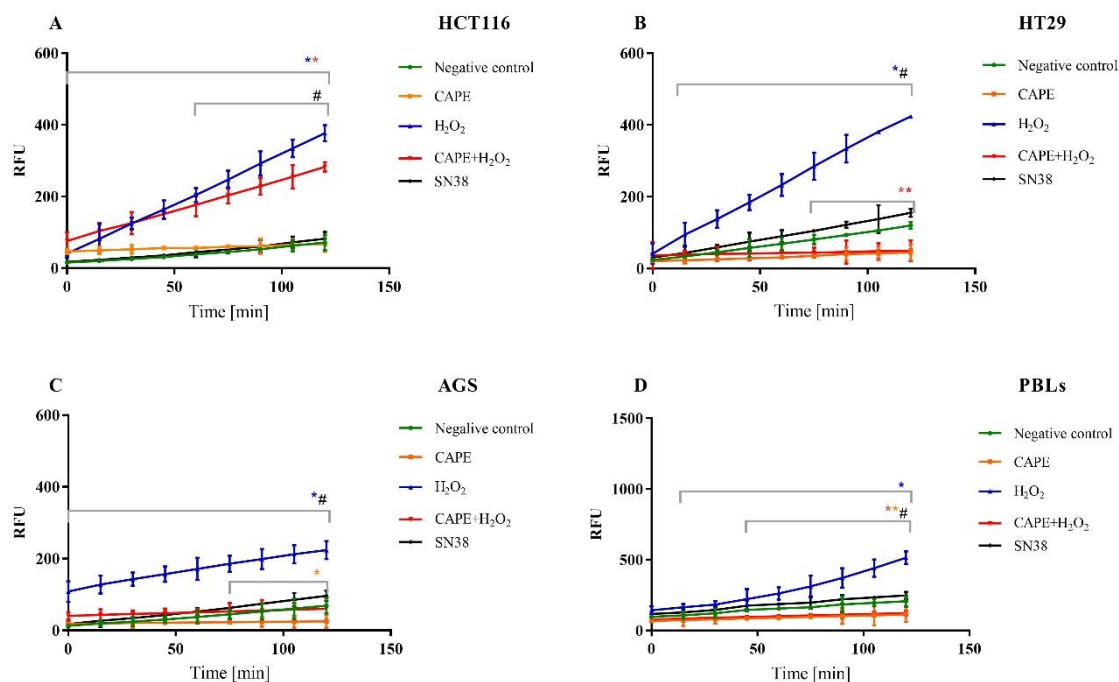 A HCT116
600
400
200
0
RFU
0 50 100 150
Time [min]
**
#
Negative control
CAPE
H₂O₂
CAPE+H₂O₂
SN38
B HT29
600
400
200
0
RFU
0 50 100 150
Time [min]
*#
**
Negative control
CAPE
H₂O₂
CAPE+H₂O₂
SN38
C AGS
600
400
200
0
RFU
0 50 100 150
Time [min]
*#
*
Negalive control
CAPE
H₂O₂
CAPE+H₂O₂
SN38
D PBLs
1500
1000
500
0
RFU
0 50 100 150
Time [min]
*
**#
Negative control
CAPE
H₂O₂
CAPE+H₂O₂
SN38